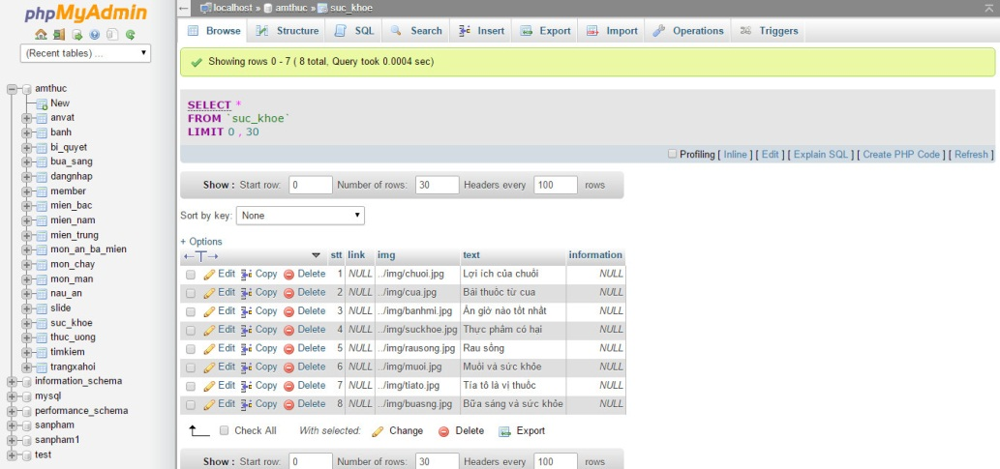 phpMyAdmin
(Recent tables) ...
amthuc
New
anvat
banh
bi_quyet
bua_sang
dangnhap
member
mien_bac
mien_nam
mien_trung
mon_an_ba_mien
mon_chay
mon_man
nau_an
slide
suc_khoe
thuc_uong
timkiem
trangxahoi
information_schema
mysql
performance_schema
sanpham
sanpham1
test
localhost » amthuc » suc_khoe
Browse Structure SQL Search Insert Export Import Operations Triggers
Showing rows 0 - 7 ( 8 total, Query took 0.0004 sec)
SELECT *
FROM `suc_khoe`
LIMIT 0 , 30
Profiling [ Inline ] [ Edit ] [ Explain SQL ] [ Create PHP Code ] [ Refresh ]
Show : Start row: 0 Number of rows: 30 Headers every 100 rows
Sort by key: None
+ Options
←T→ stt link img text information
Edit Copy Delete 1 NULL ../img/chuoi.jpg Lợi ích của chuối NULL
Edit Copy Delete 2 NULL ../img/cua.jpg Bài thuốc từ cua NULL
Edit Copy Delete 3 NULL ../img/banhmi.jpg Ăn giờ nào tốt nhất NULL
Edit Copy Delete 4 NULL ../img/suckhoe.jpg Thực phẩm có hại NULL
Edit Copy Delete 5 NULL ../img/rausong.jpg Rau sống NULL
Edit Copy Delete 6 NULL ../img/muoi.jpg Muối và sức khỏe NULL
Edit Copy Delete 7 NULL ../img/tiato.jpg Tía tô là vị thuốc NULL
Edit Copy Delete 8 NULL ../img/buasng.jpg Bữa sáng và sức khỏe NULL
Check All With selected: Change Delete Export
Show : Start row: 0 Number of rows: 30 Headers every 100 rows